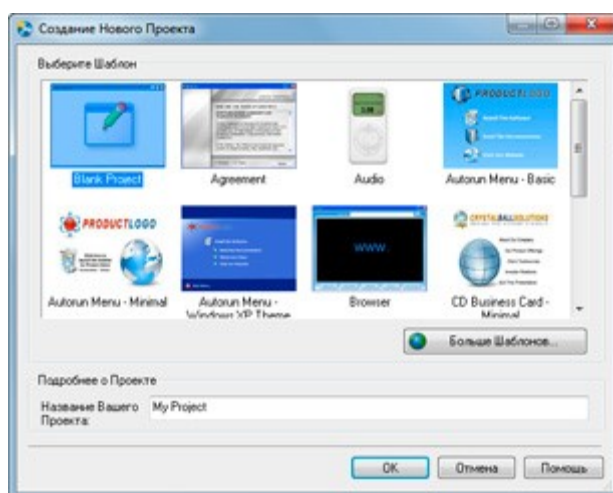 Создание Нового Проекта
Выберите Шаблон
PRODUCTLOGO
Blank Project
Agreement
Audio
Autorun Menu - Basic
PRODUCTLOGO
CRYSTALBALLSOLUTIONS
WWW.
Autorun Menu - Minimal
Autorun Menu - Windows XP Theme
Browser
CD Business Card - Minimal
Больше Шаблонов...
Подробнее о Проекте
Название Вашего Проекта:
My Project
OK
Отмена
Помощь